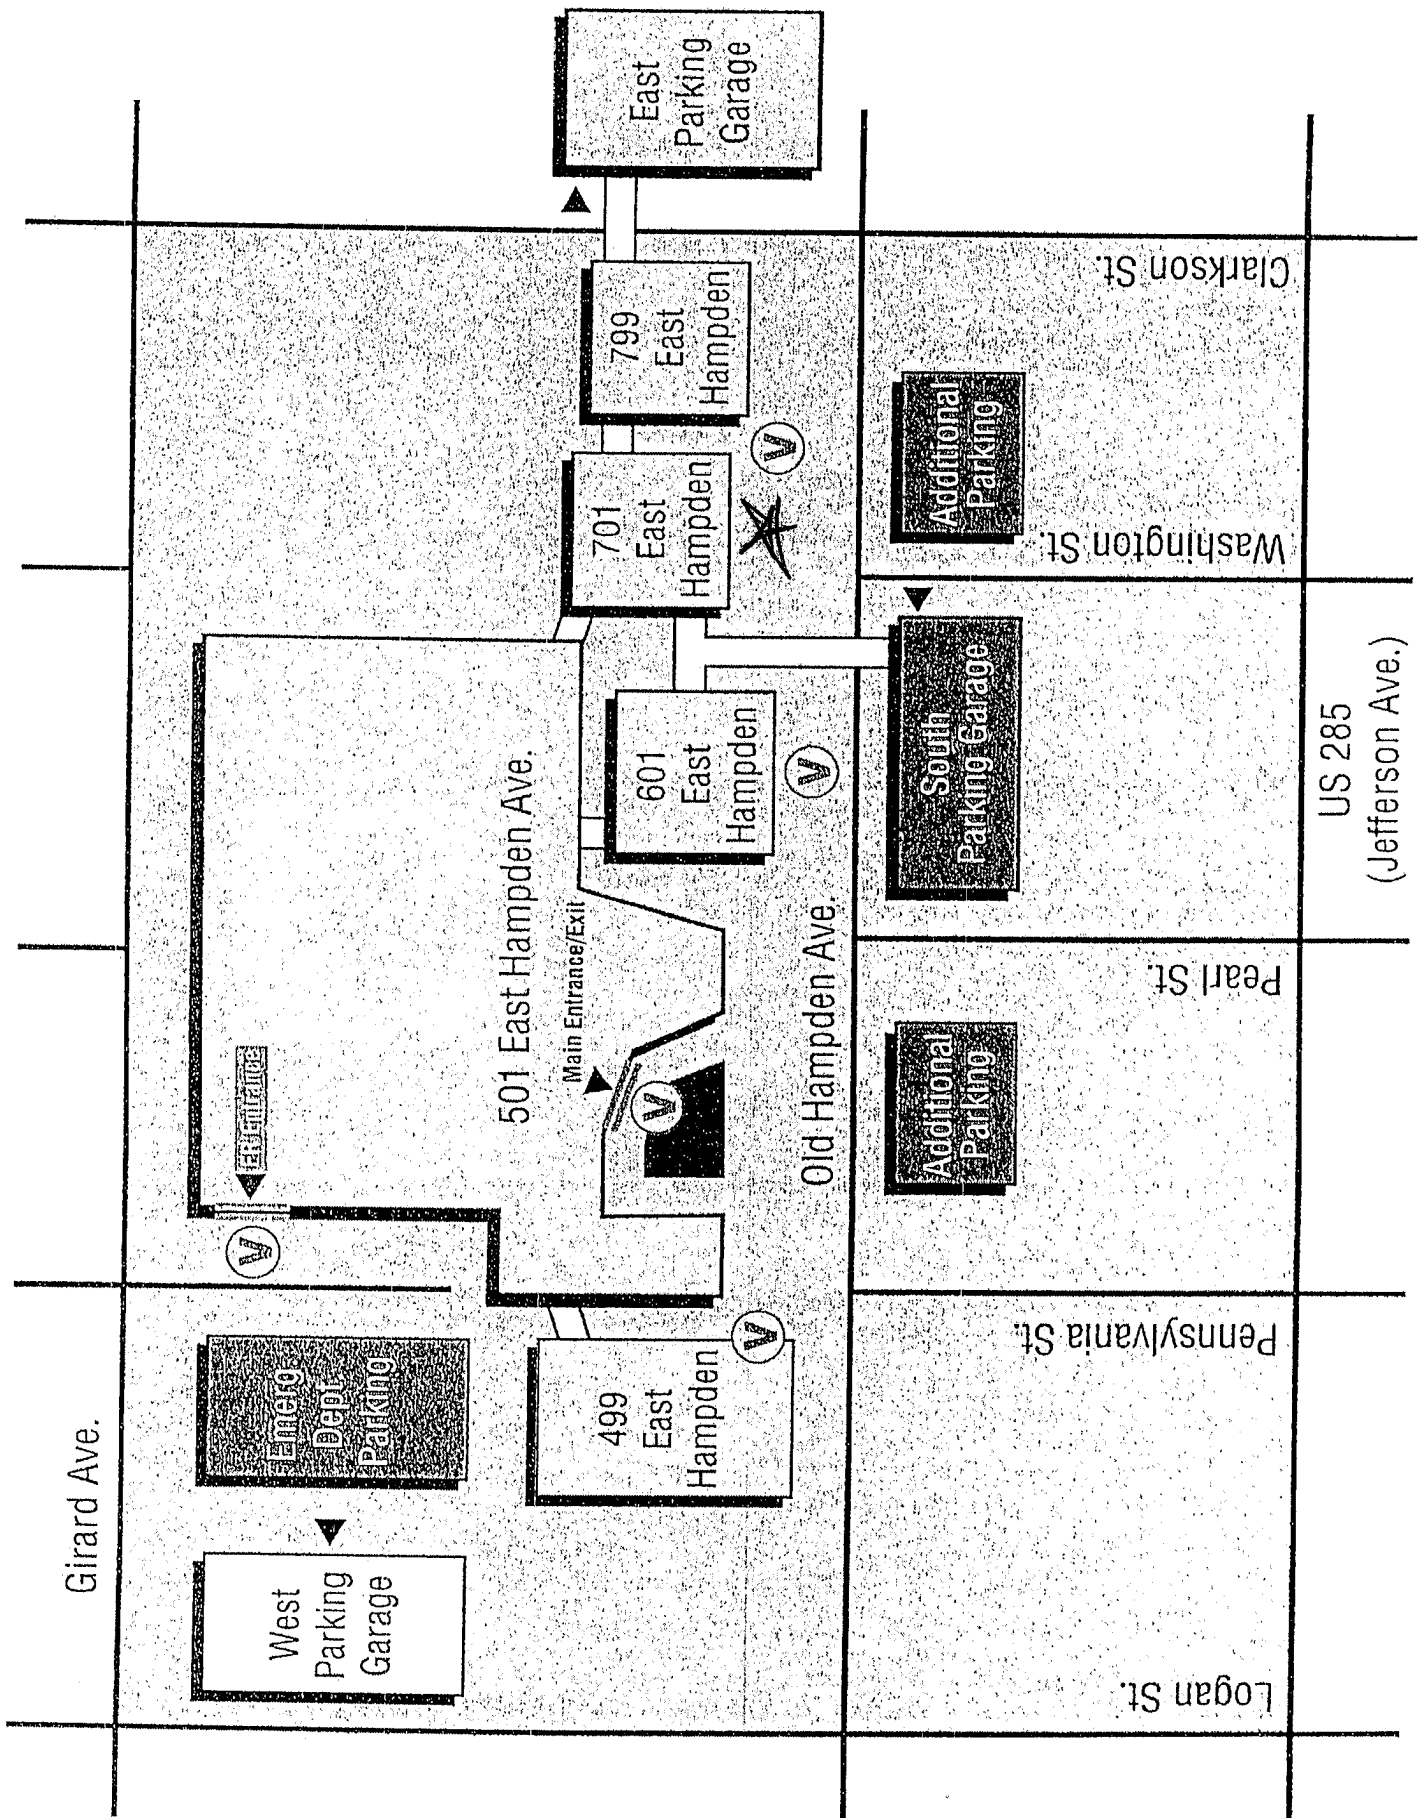 Girard Ave.
West
Parking
Garage
Emerg
Dept
Parking
V
ER Entrance
499
East
Hampden
V
501 East Hampden Ave.
Main Entrance/Exit
V
601
East
Hampden
V
701
East
Hampden
V
799
East
Hampden
East
Parking
Garage
Old Hampden Ave.
Additional
Parking
South
Parking Garage
Additional
Parking
Logan St.
Pennsylvania St.
Pearl St.
Washington St.
Clarkson St.
US 285
(Jefferson Ave.)